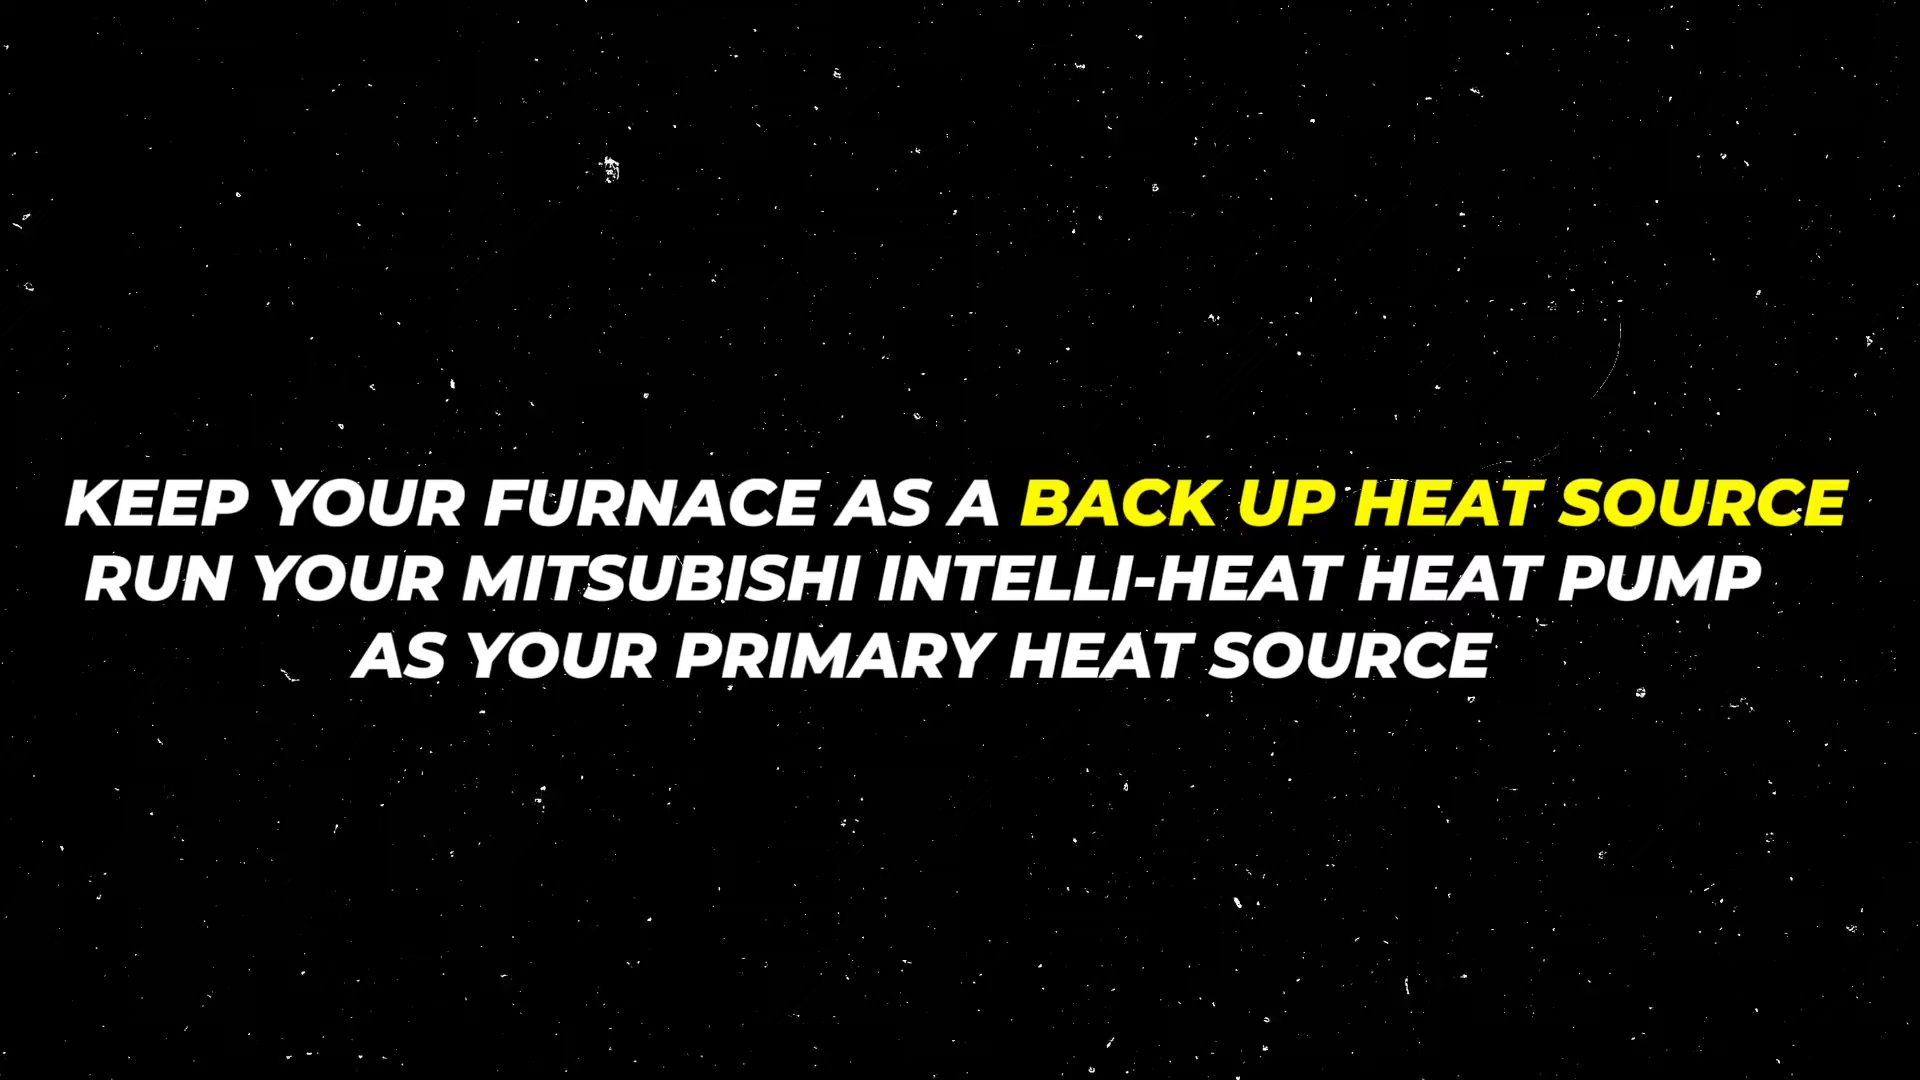 KEEP YOUR FURNACE AS A BACK UP HEAT SOURCE
RUN YOUR MITSUBISHI INTELLI-HEAT HEAT PUMP
AS YOUR PRIMARY HEAT SOURCE